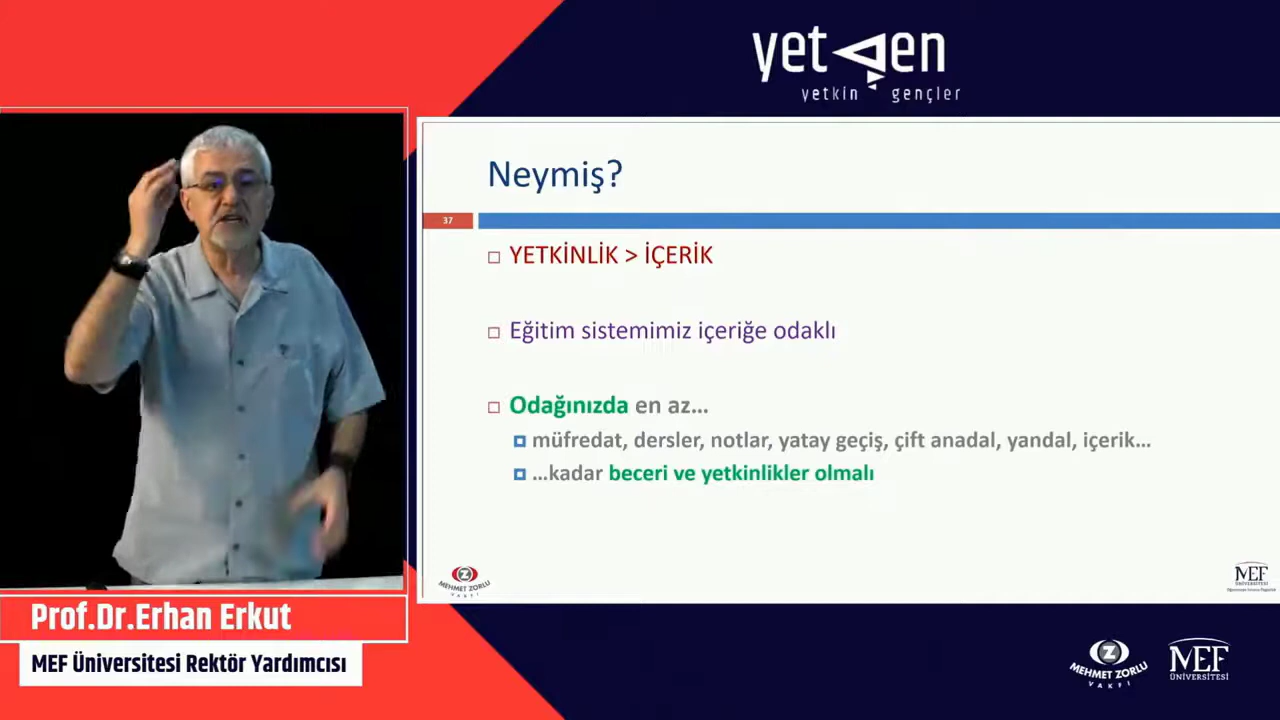 yetgen
yetkin gençler
Neymiş?
37
YETKİNLİK > İÇERİK
Eğitim sistemimiz içeriğe odaklı
Odağınızda en az...
müfredat, dersler, notlar, yatay geçiş, çift anadal, yandal, içerik...
...kadar beceri ve yetkinlikler olmalı
MEHMET ZORLU
VAKFI
MEF
ÜNİVERSİTESİ
Prof.Dr.Erhan Erkut
MEF Üniversitesi Rektör Yardımcısı
Z
MEHMET ZORLU
VAKFI
MEF
ÜNİVERSİTESİ